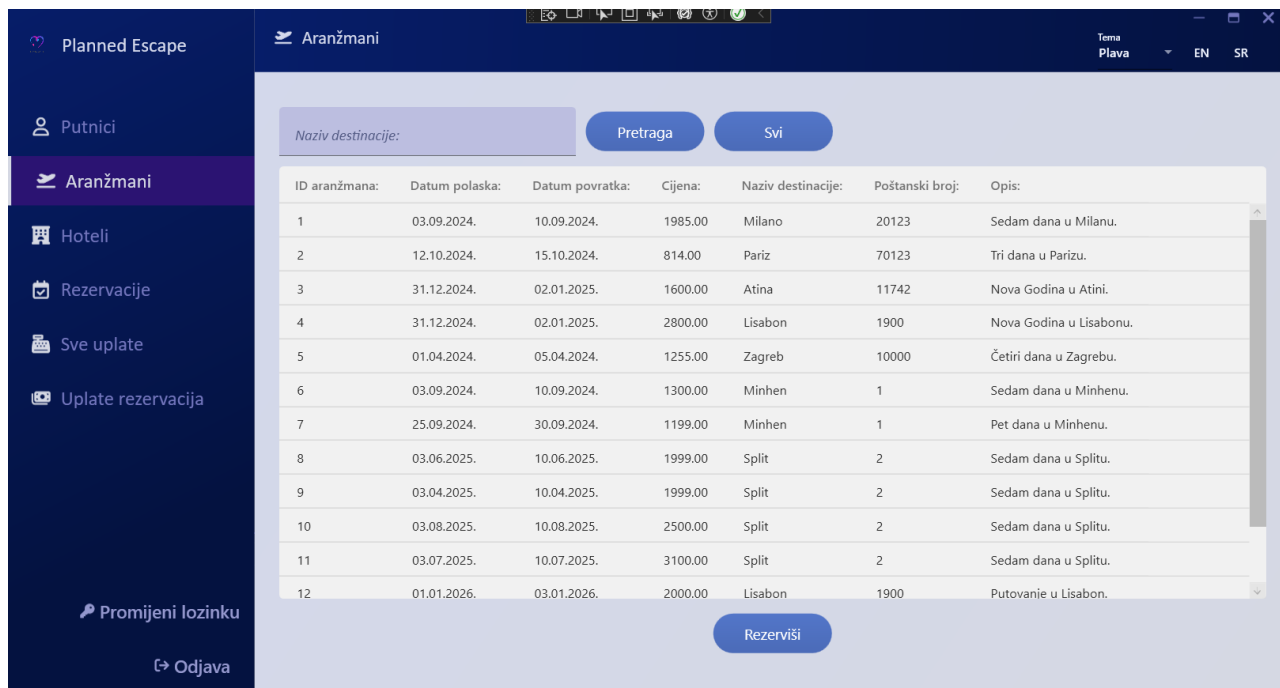 Planned Escape
Aranžmani
Tema
Plava
EN
SR
Putnici
Aranžmani
Hoteli
Rezervacije
Sve uplate
Uplate rezervacija
Promijeni lozinku
Odjava
Naziv destinacije:
Pretraga
Svi
ID aranžmana: Datum polaska: Datum povratka: Cijena: Naziv destinacije: Poštanski broj: Opis:
1 03.09.2024. 10.09.2024. 1985.00 Milano 20123 Sedam dana u Milanu.
2 12.10.2024. 15.10.2024. 814.00 Pariz 70123 Tri dana u Parizu.
3 31.12.2024. 02.01.2025. 1600.00 Atina 11742 Nova Godina u Atini.
4 31.12.2024. 02.01.2025. 2800.00 Lisabon 1900 Nova Godina u Lisabonu.
5 01.04.2024. 05.04.2024. 1255.00 Zagreb 10000 Četiri dana u Zagrebu.
6 03.09.2024. 10.09.2024. 1300.00 Minhen 1 Sedam dana u Minhenu.
7 25.09.2024. 30.09.2024. 1199.00 Minhen 1 Pet dana u Minhenu.
8 03.06.2025. 10.06.2025. 1999.00 Split 2 Sedam dana u Splitu.
9 03.04.2025. 10.04.2025. 1999.00 Split 2 Sedam dana u Splitu.
10 03.08.2025. 10.08.2025. 2500.00 Split 2 Sedam dana u Splitu.
11 03.07.2025. 10.07.2025. 3100.00 Split 2 Sedam dana u Splitu.
12 01.01.2026. 03.01.2026. 2000.00 Lisabon 1900 Putovanje u Lisabon.
Rezerviši